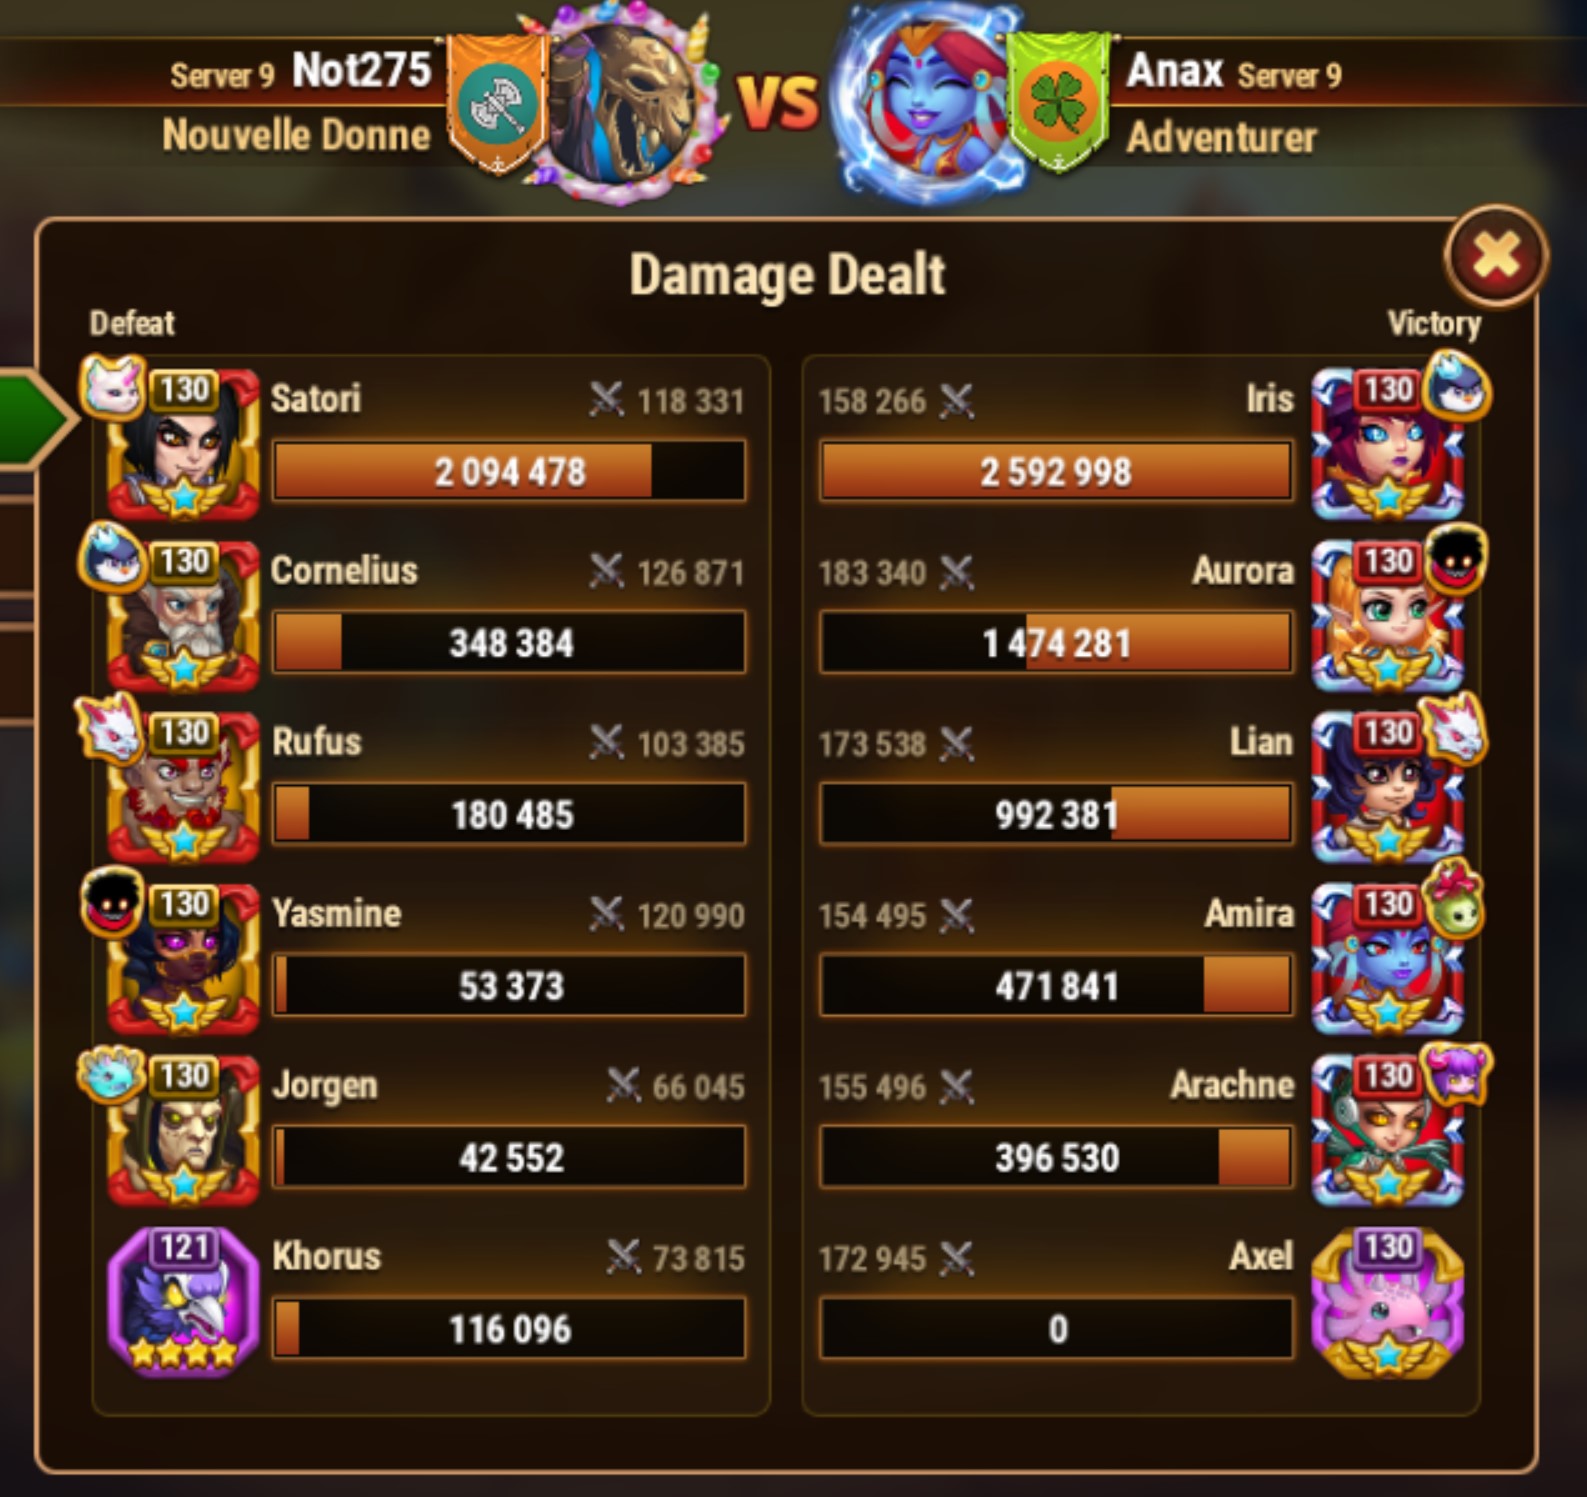 Server 9 Not275
Nouvelle Donne
VS
Anax Server 9
Adventurer
Damage Dealt
Defeat
Victory
130 Satori 118 331
2 094 478
158 266 Iris 130
2 592 998
130 Cornelius 126 871
348 384
183 340 Aurora 130
1 474 281
130 Rufus 103 385
180 485
173 538 Lian 130
992 381
130 Yasmine 120 990
53 373
154 495 Amira 130
471 841
130 Jorgen 66 045
42 552
155 496 Arachne 130
396 530
121 Khorus 73 815
116 096
172 945 Axel 130
0